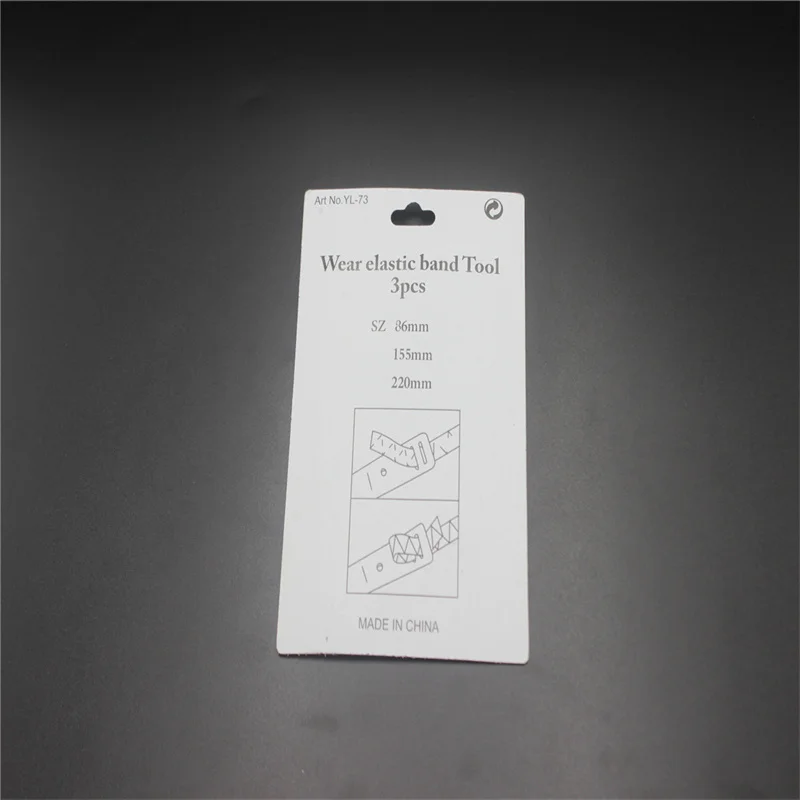 Art No.YL-73
Wear elastic band Tool
3pcs
SZ 86mm
155mm
220mm
MADE IN CHINA